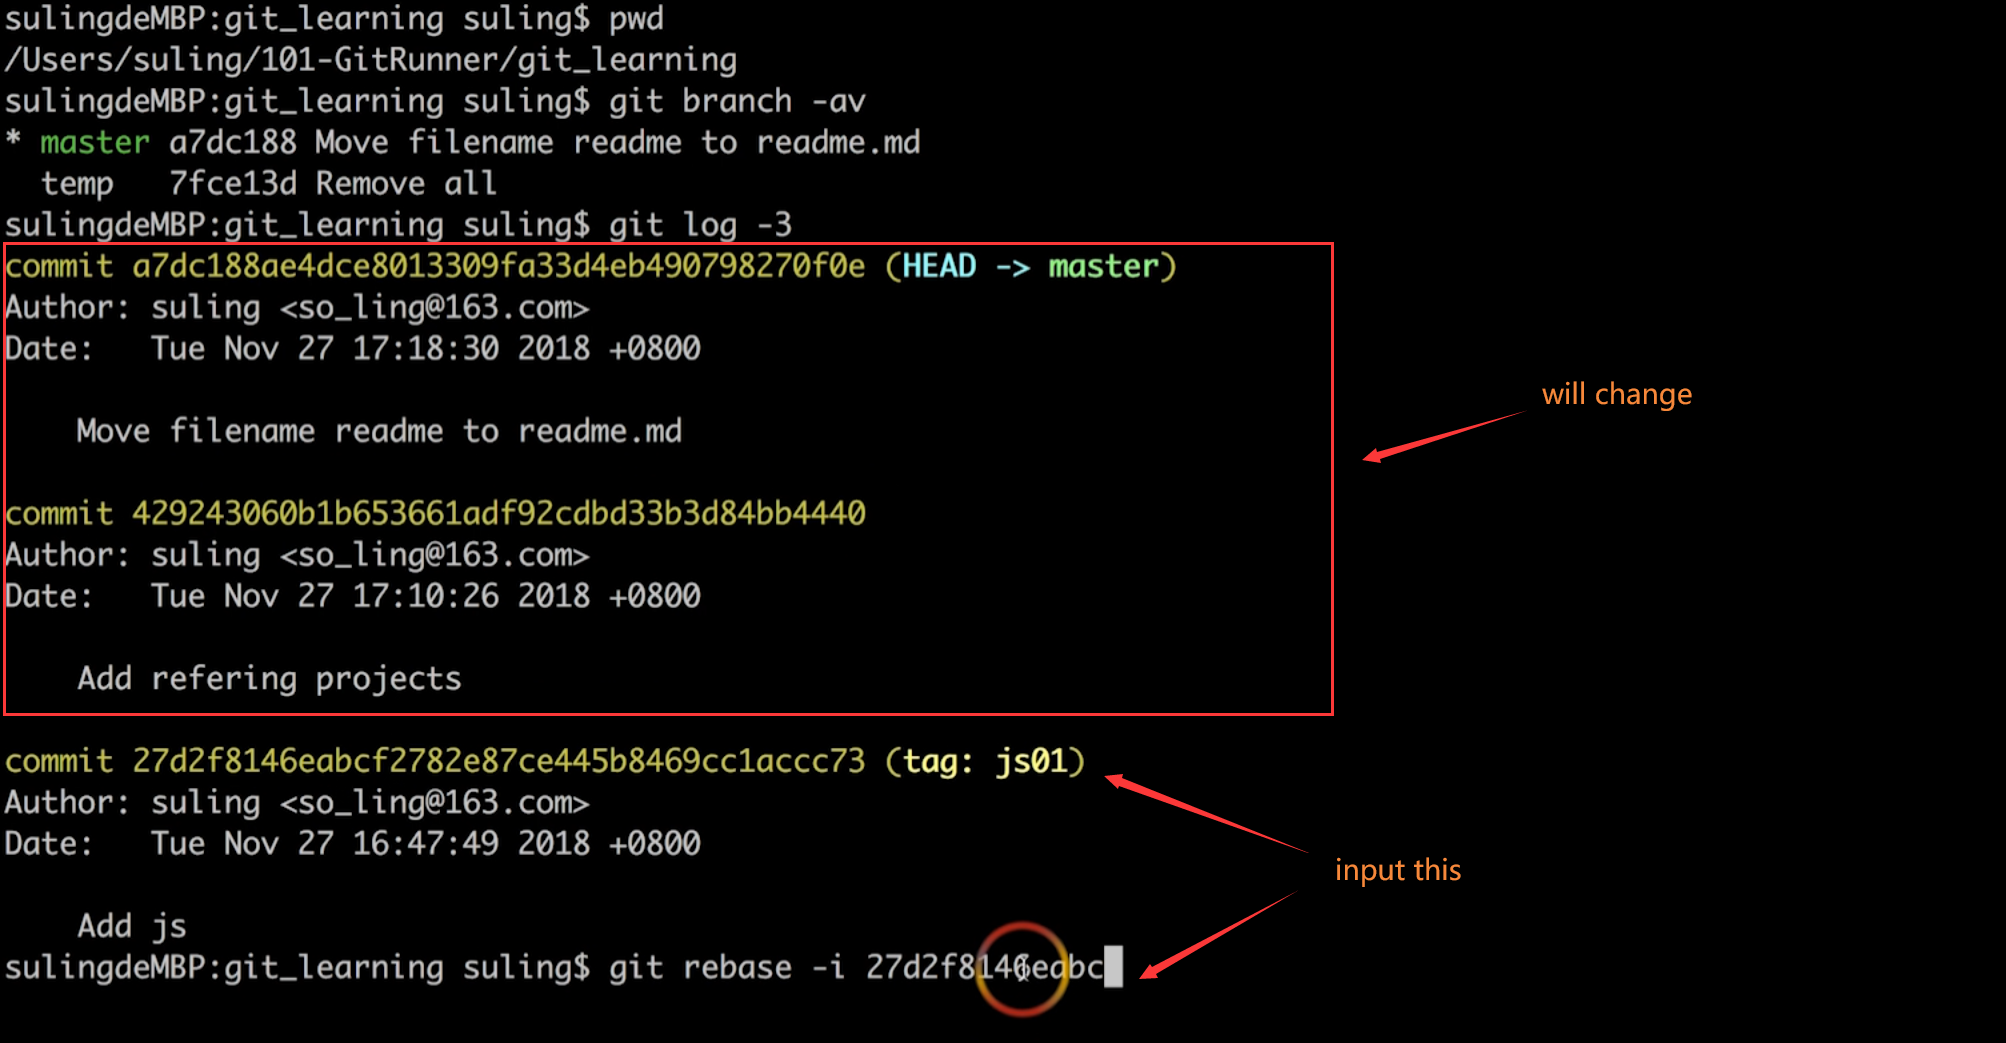 sulingdeMBP:git_learning suling$ pwd
/Users/suling/101-GitRunner/git_learning
sulingdeMBP:git_learning suling$ git branch -av
* master a7dc188 Move filename readme to readme.md
  temp   7fce13d Remove all
sulingdeMBP:git_learning suling$ git log -3
commit a7dc188ae4dce8013309fa33d4eb490798270f0e (HEAD -> master)
Author: suling <so_ling@163.com>
Date:   Tue Nov 27 17:18:30 2018 +0800
will change
    Move filename readme to readme.md
commit 429243060b1b653661adf92cdbd33b3d84bb4440
Author: suling <so_ling@163.com>
Date:   Tue Nov 27 17:10:26 2018 +0800
    Add refering projects
commit 27d2f8146eabcf2782e87ce445b8469cc1accc73 (tag: js01)
Author: suling <so_ling@163.com>
Date:   Tue Nov 27 16:47:49 2018 +0800
input this
    Add js
sulingdeMBP:git_learning suling$ git rebase -i 27d2f8146eabc